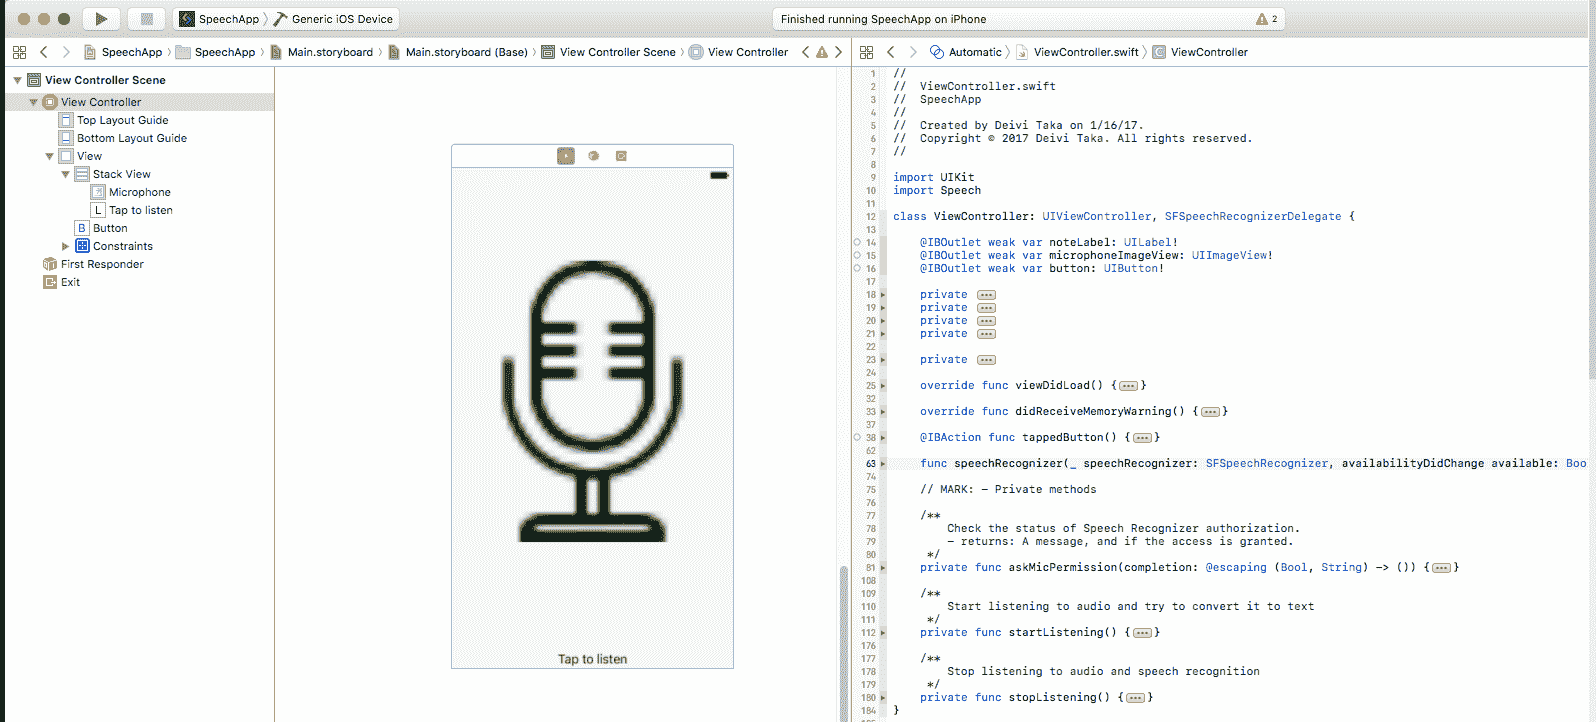 SpeechApp Generic iOS Device
Finished running SpeechApp on iPhone
2
SpeechApp SpeechApp Main.storyboard Main.storyboard (Base) View Controller Scene View Controller
Automatic ViewController.swift C ViewController
View Controller Scene
View Controller
Top Layout Guide
Bottom Layout Guide
View
Stack View
Microphone
L Tap to listen
B Button
Constraints
First Responder
Exit
Tap to listen
1 //
2 //  ViewController.swift
3 //  SpeechApp
4 //
5 //  Created by Deivi Taka on 1/16/17.
6 //  Copyright © 2017 Deivi Taka. All rights reserved.
7 //
8
9 import UIKit
10 import Speech
11
12 class ViewController: UIViewController, SFSpeechRecognizerDelegate {
13
14 @IBOutlet weak var noteLabel: UILabel!
15 @IBOutlet weak var microphoneImageView: UIImageView!
16 @IBOutlet weak var button: UIButton!
17
18 private •••
19 private •••
20 private •••
21 private •••
22
23 private •••
24
25 override func viewDidLoad() {•••}
32
33 override func didReceiveMemoryWarning() {•••}
37
38 @IBAction func tappedButton() {•••}
62
63 func speechRecognizer(_ speechRecognizer: SFSpeechRecognizer, availabilityDidChange available: Boo
74
75 // MARK: - Private methods
76
77 /**
78 Check the status of Speech Recognizer authorization.
79 - returns: A message, and if the access is granted.
80 */
81 private func askMicPermission(completion: @escaping (Bool, String) -> ()) {•••}
108
109 /**
110 Start listening to audio and try to convert it to text
111 */
112 private func startListening() {•••}
176
177 /**
178 Stop listening to audio and speech recognition
179 */
180 private func stopListening() {•••}
184 }